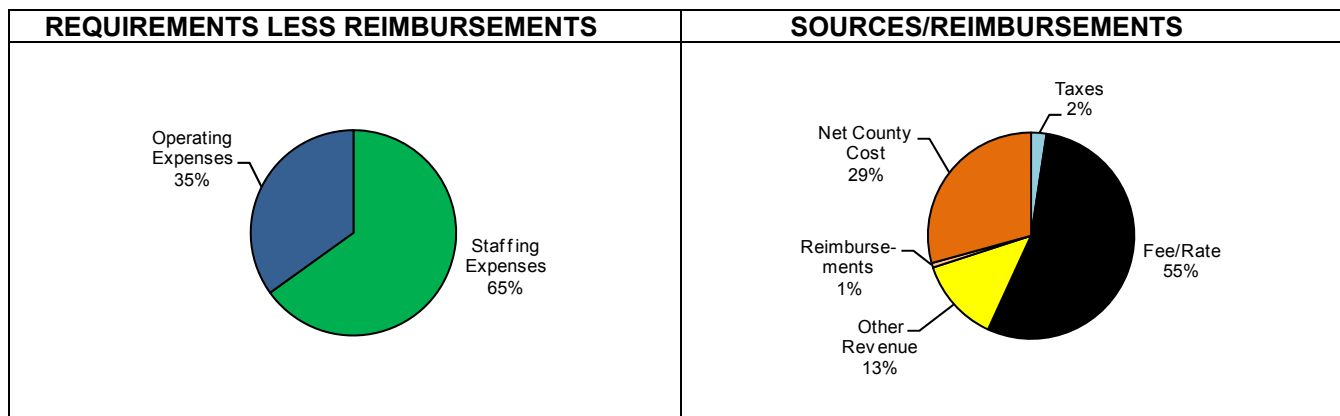 REQUIREMENTS LESS REIMBURSEMENTS
Operating
Expenses
35%
Staffing
Expenses
65%
SOURCES/REIMBURSEMENTS
Taxes
2%
Net County
Cost
29%
Reimburse-
ments
1%
Fee/Rate
55%
Other
Revenue
13%